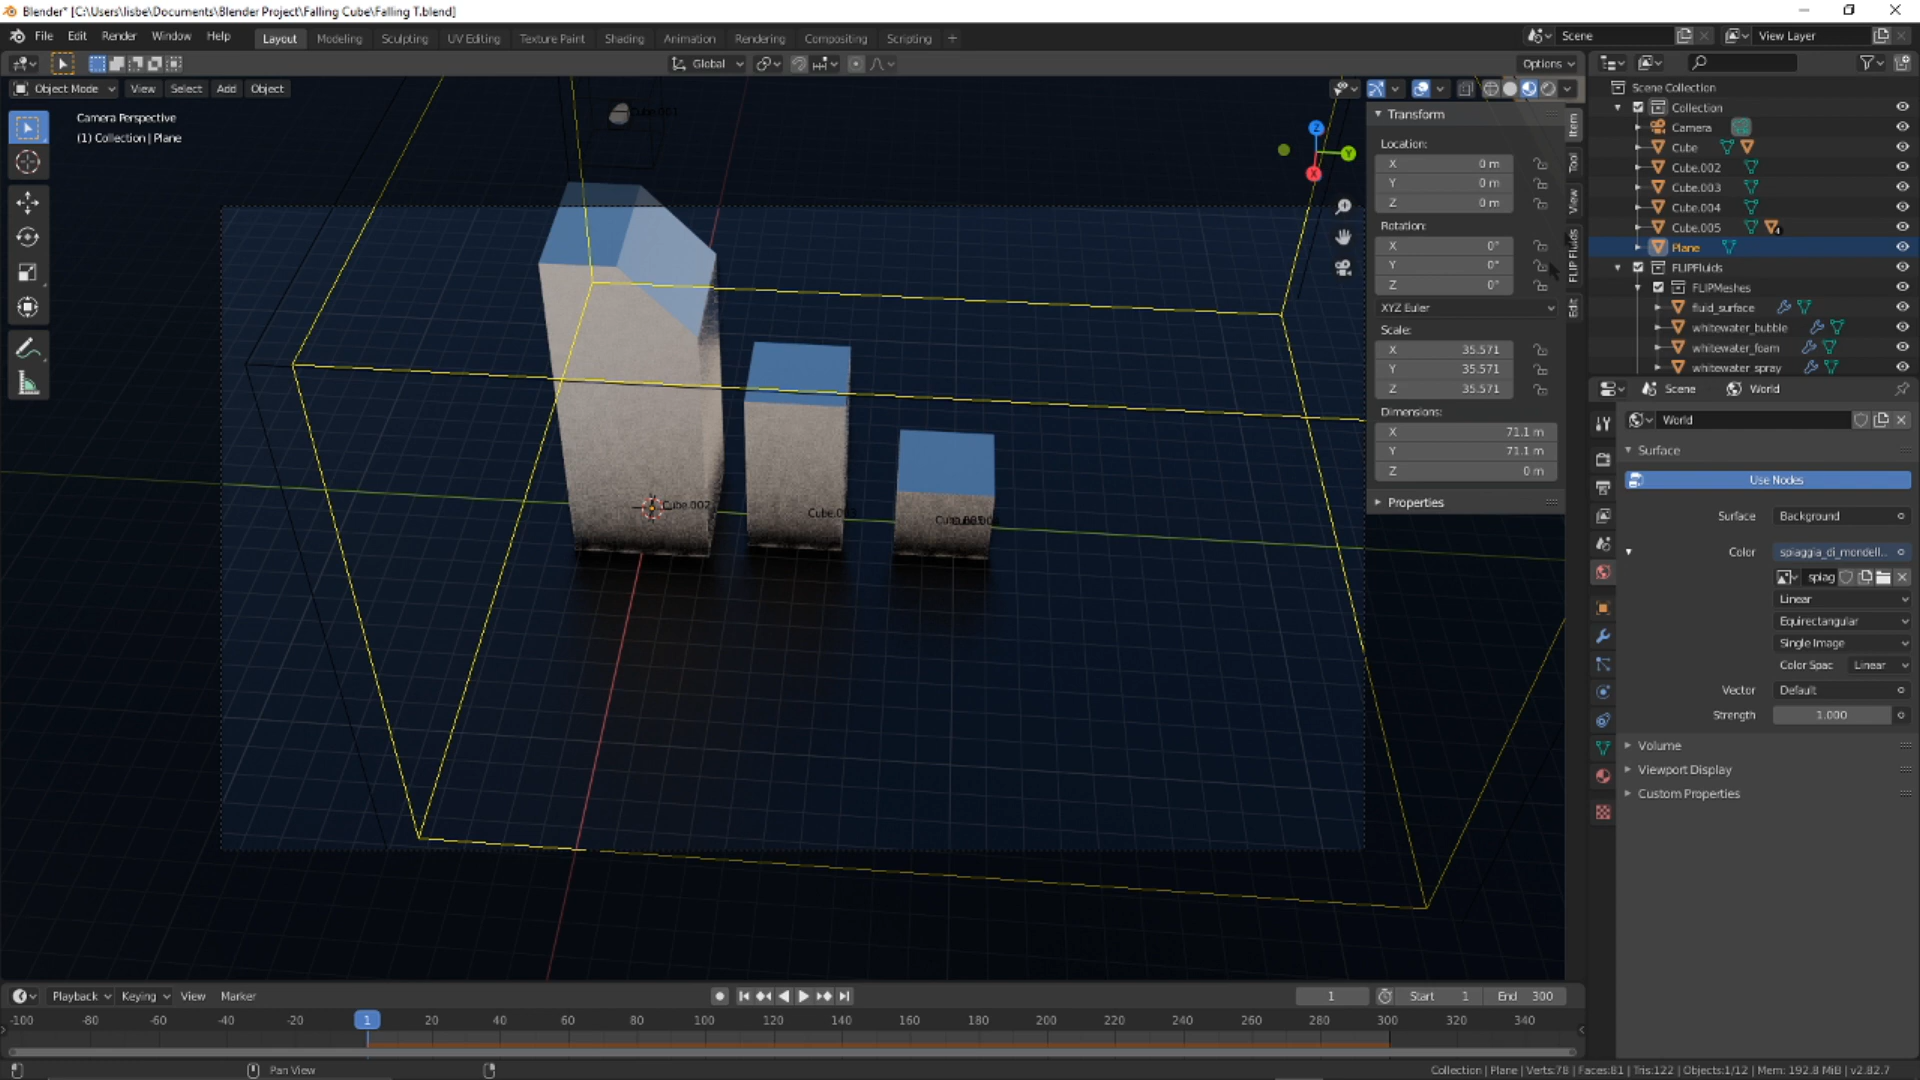 Blender* [C:\Users\lisbe\Documents\Blender Project\Falling Cube\Falling T.blend]
File Edit Render Window Help Layout Modeling Sculpting UV Editing Texture Paint Shading Animation Rendering Compositing Scripting + Scene View Layer
Global Options
Object Mode View Select Add Object
Camera Perspective
(1) Collection | Plane
Cube.002
Z
Y
X
Transform
Location:
X 0 m
Y 0 m
Z 0 m
Rotation:
X 0°
Y 0°
Z 0°
XYZ Euler
Scale:
X 35.571
Y 35.571
Z 35.571
Dimensions:
X 71.1 m
Y 71.1 m
Z 0 m
Properties
Item
Tool
View
FLIP Fluids
Edit
Scene Collection
Collection
Camera
Cube
Cube.002
Cube.003
Cube.004
Cube.005
Plane
FLIPFluids
FLIPMeshes
fluid_surface
whitewater_bubble
whitewater_foam
whitewater_spray
Scene World
World
Surface
Use Nodes
Surface Background
Color spiaggia_di_mondell..
spiag
Linear
Equirectangular
Single Image
Color Spac Linear
Vector Default
Strength 1.000
Volume
Viewport Display
Custom Properties
Playback Keying View Marker 1 Start 1 End 300
-100 -80 -60 -40 -20 1 20 40 60 80 100 120 140 160 180 200 220 240 260 280 300 320 340
Pan View
Collection | Plane | Verts:78 | Faces:81 | Tris:122 | Objects:1/12 | Mem: 192.8 MiB | v2.82.7